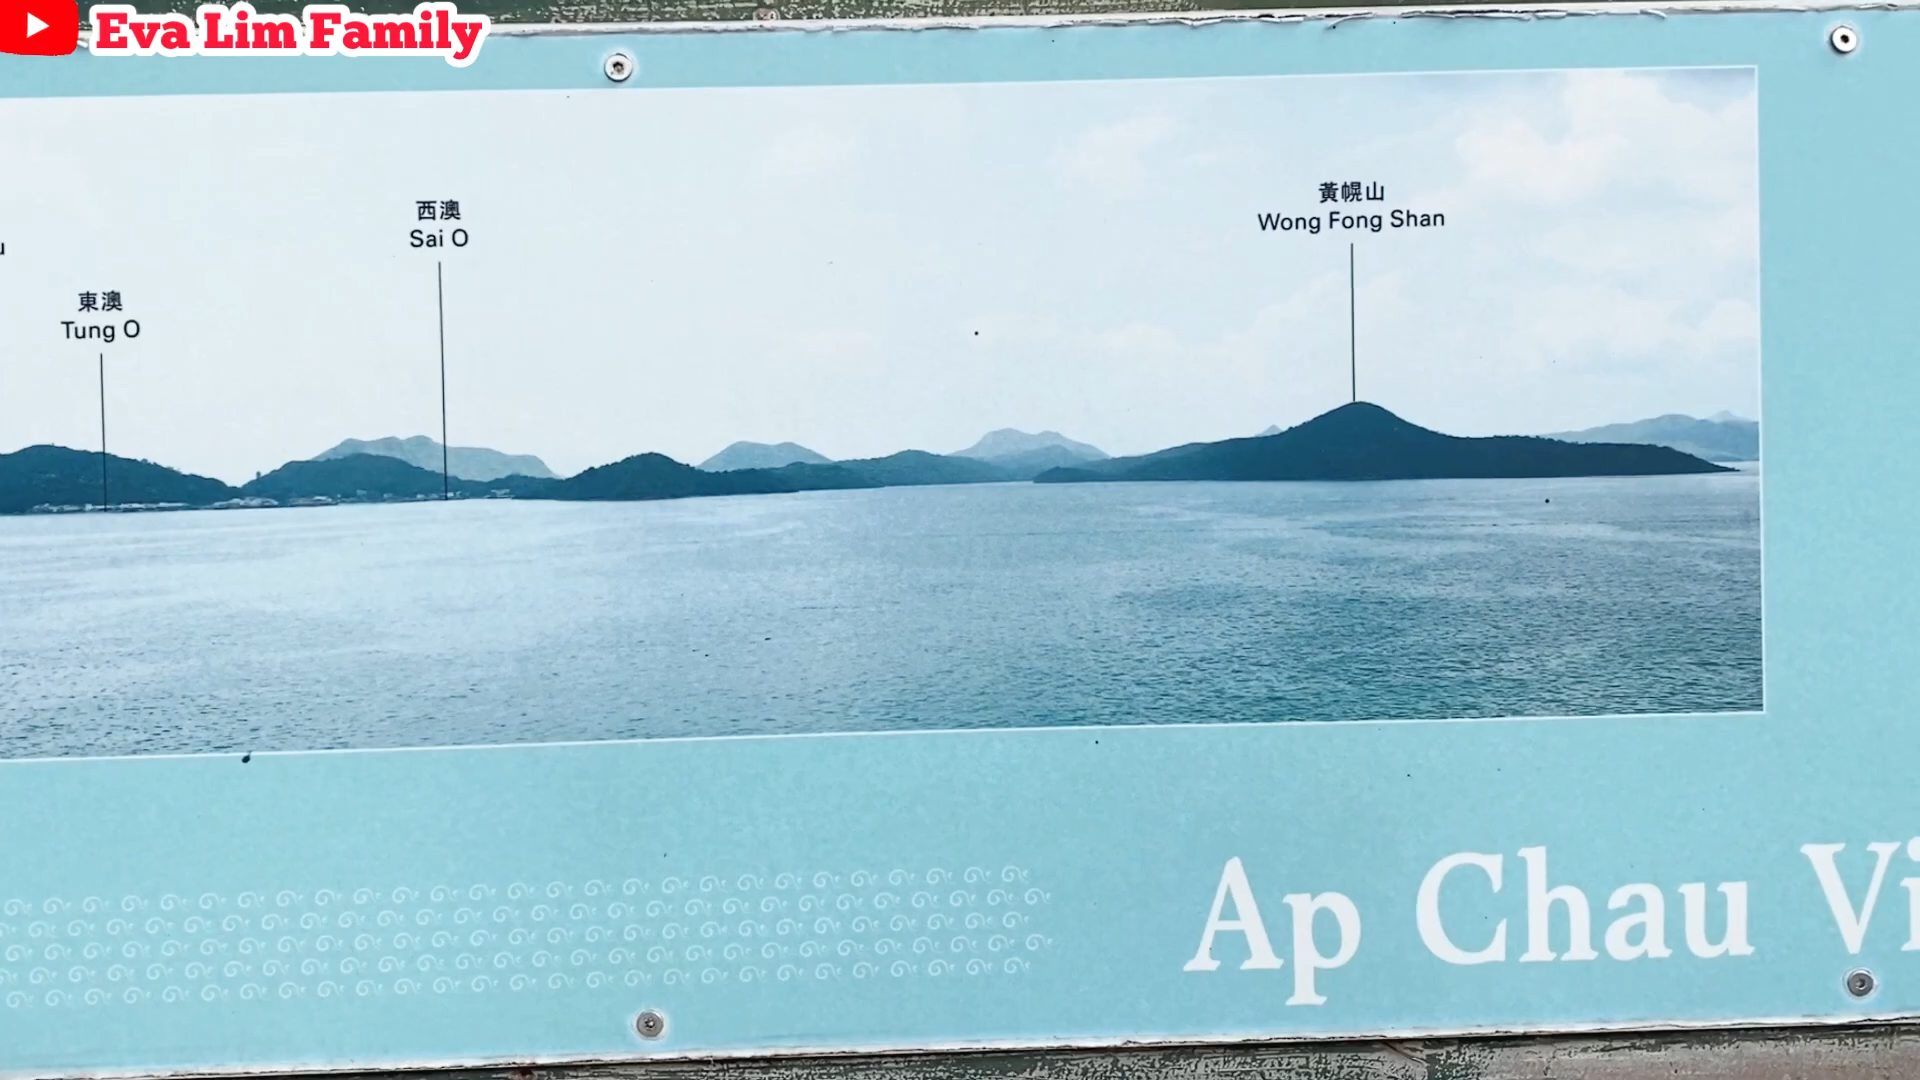 Eva Lim Family
西澳
Sai O
黃幌山
Wong Fong Shan
東澳
Tung O
Ap Chau Vi